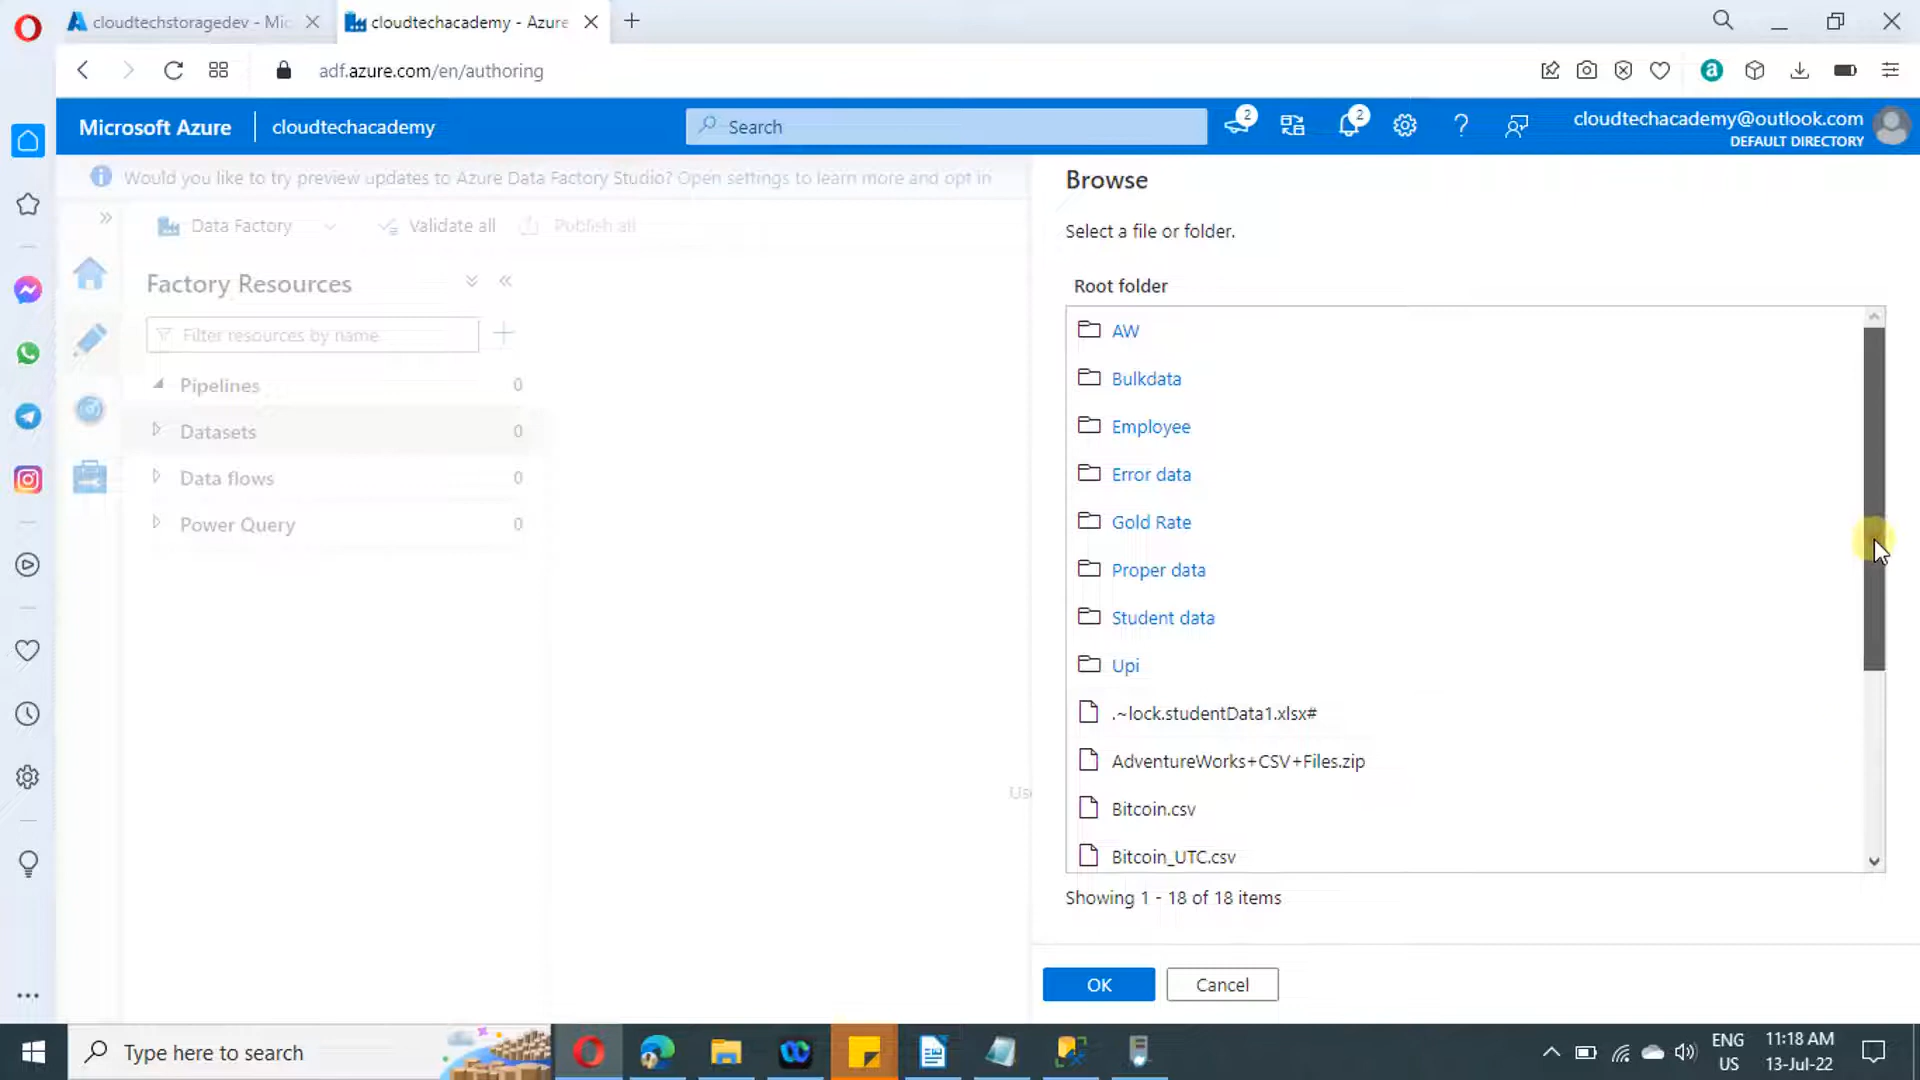 cloudtechstoragedev - Mic
cloudtechacademy - Azure
adf.azure.com/en/authoring
Microsoft Azure
cloudtechacademy
Search
2
2
cloudtechacademy@outlook.com
DEFAULT DIRECTORY
Would you like to try preview updates to Azure Data Factory Studio? Open settings to learn more and opt in
Data Factory
Validate all
Publish all
Factory Resources
Filter resources by name
Pipelines 0
Datasets 0
Data flows 0
Power Query 0
Browse
Select a file or folder.
Root folder
AW
Bulkdata
Employee
Error data
Gold Rate
Proper data
Student data
Upi
.~lock.studentData1.xlsx#
AdventureWorks+CSV+Files.zip
Bitcoin.csv
Bitcoin_UTC.csv
Showing 1 - 18 of 18 items
OK
Cancel
Type here to search
ENG
US
11:18 AM
13-Jul-22